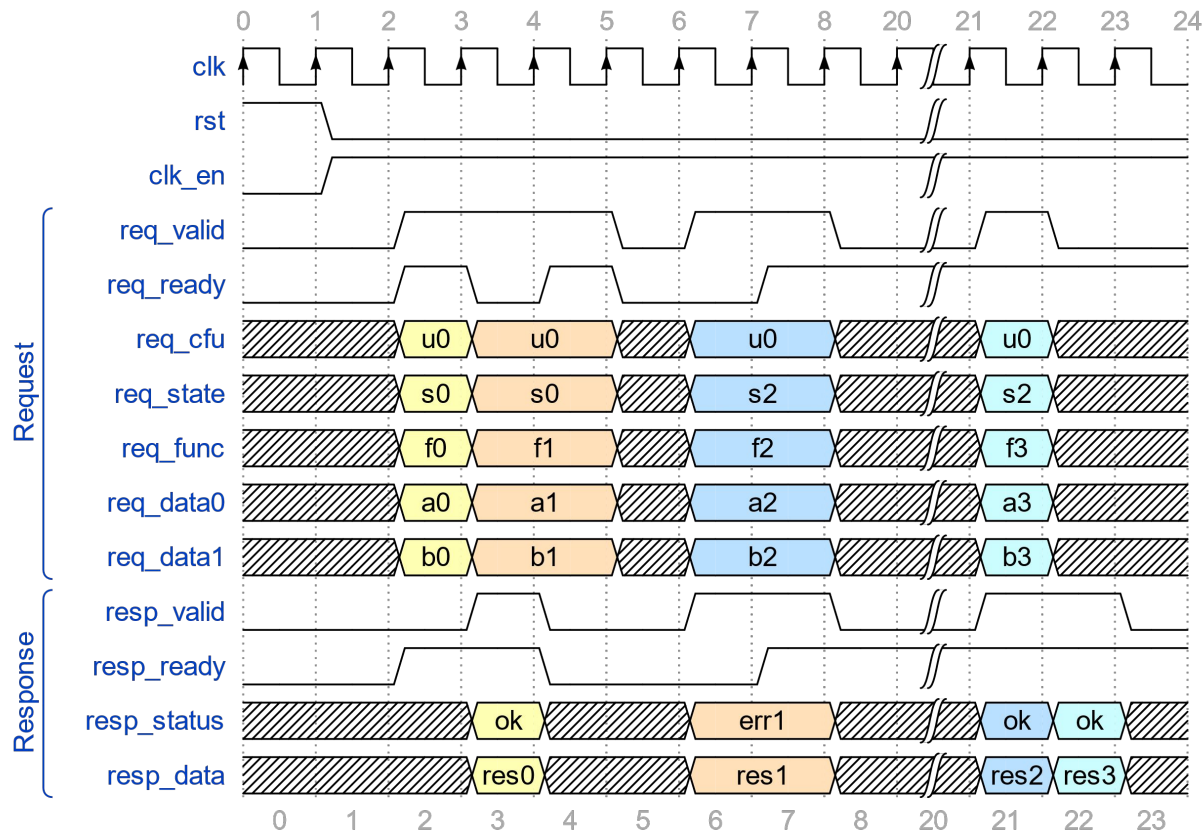 0 1 2 3 4 5 6 7 8 20 21 22 23 24
clk
rst
clk_en
req_valid
req_ready
req_cfu u0 u0 u0 u0
req_state s0 s0 s2 s2
req_func f0 f1 f2 f3
req_data0 a0 a1 a2 a3
req_data1 b0 b1 b2 b3
Request
resp_valid
resp_ready
resp_status ok err1 ok ok
resp_data res0 res1 res2 res3
Response
0 1 2 3 4 5 6 7 20 21 22 23